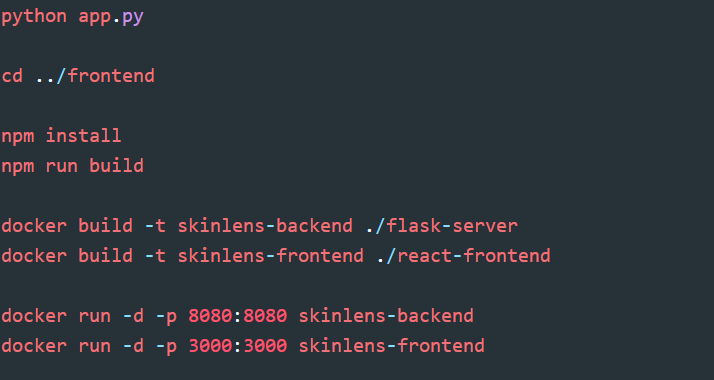 python app.py
cd ../frontend
npm install
npm run build
docker build -t skinlens-backend ./flask-server
docker build -t skinlens-frontend ./react-frontend
docker run -d -p 8080:8080 skinlens-backend
docker run -d -p 3000:3000 skinlens-frontend